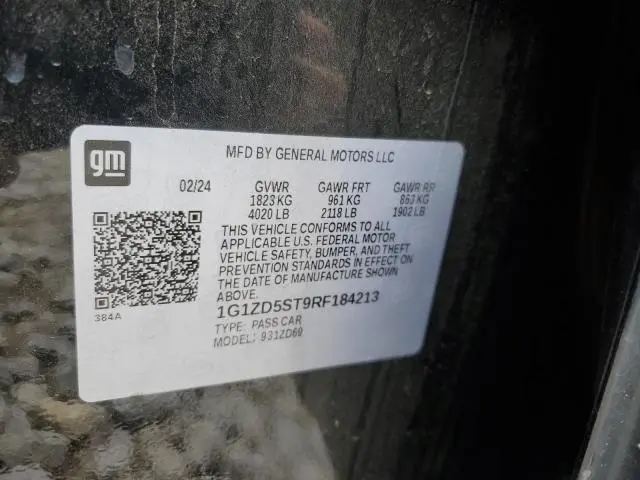 gm
MFD BY GENERAL MOTORS LLC
02/24 GVWR GAWR FRT GAWR RR
1823 KG 961 KG 863 KG
4020 LB 2118 LB 1902 LB
THIS VEHICLE CONFORMS TO ALL
APPLICABLE U.S. FEDERAL MOTOR
VEHICLE SAFETY, BUMPER, AND THEFT
PREVENTION STANDARDS IN EFFECT ON
THE DATE OF MANUFACTURE SHOWN
ABOVE.
384A
1G1ZD5ST9RF184213
TYPE: PASS CAR
MODEL: 931ZD69